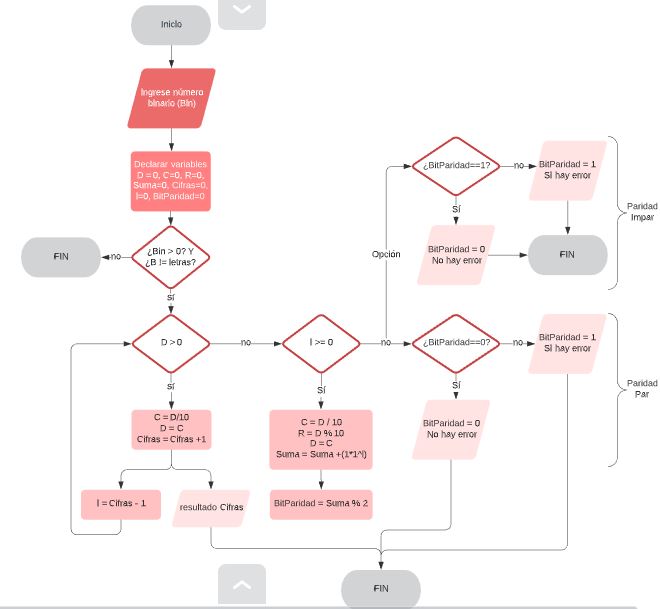 Inicio
Ingrese número
binario (Bin)
Declarar variables
D = 0, C=0, R=0,
Suma=0, Cifras=0,
I=0, BitParidad=0
¿Bin > 0? Y
¿B != letras?
no
FIN
Sí
D > 0
no
Sí
C = D/10
D = C
Cifras = Cifras +1
I = Cifras - 1
resultado Cifras
I >= 0
no
Sí
C = D / 10
R = D % 10
D = C
Suma = Suma +(1*1^I)
BitParidad = Suma % 2
Opción
¿BitParidad==1?
no
BitParidad = 1
Si hay error
Sí
BitParidad = 0
No hay error
FIN
Paridad
Impar
¿BitParidad==0?
no
BitParidad = 1
Si hay error
Sí
BitParidad = 0
No hay error
Paridad
Par
FIN